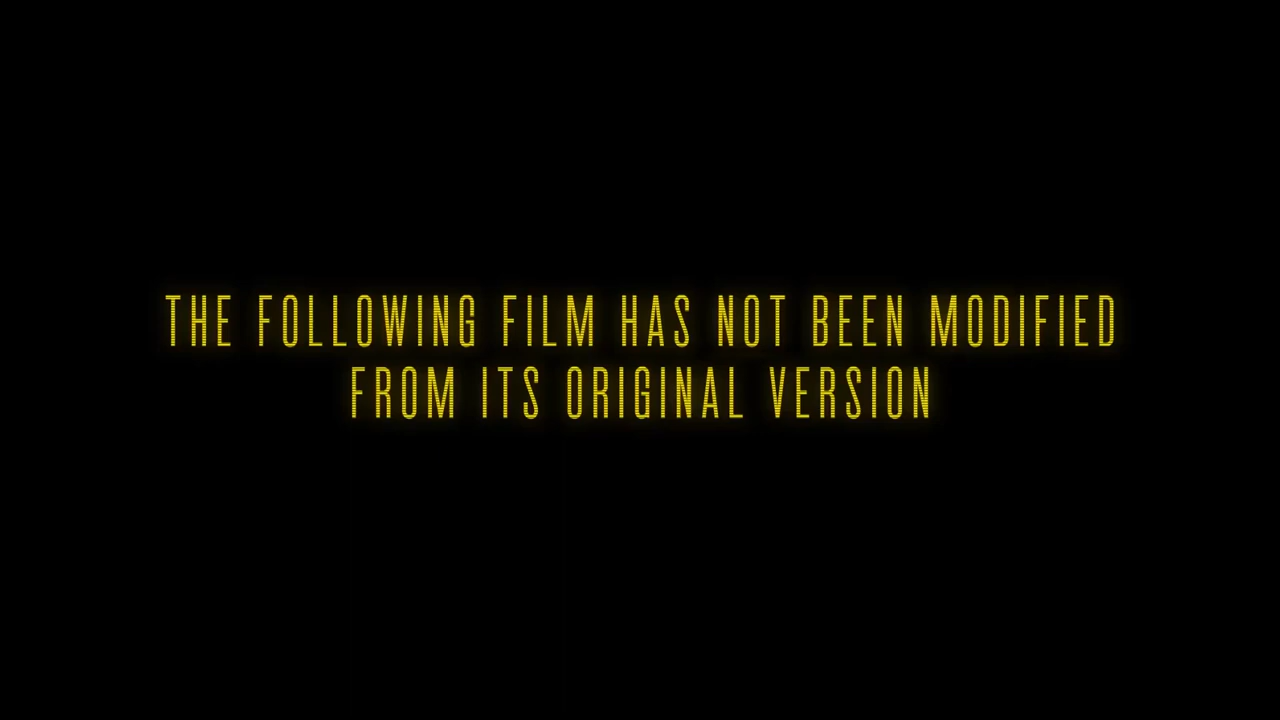 THE FOLLOWING FILM HAS NOT BEEN MODIFIED
FROM ITS ORIGINAL VERSION